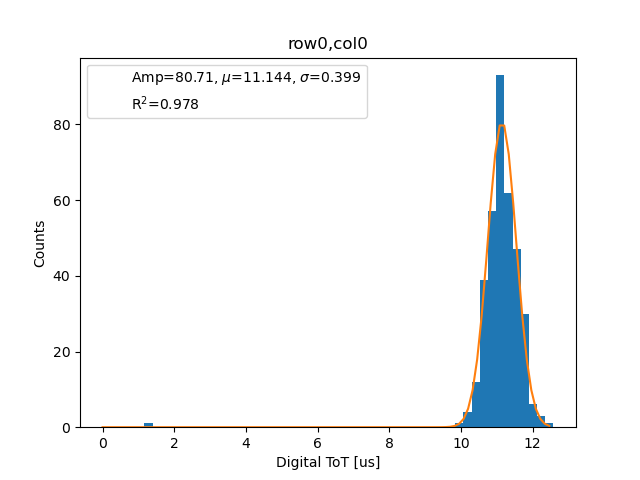 row0,col0
Amp=80.71, μ=11.144, σ=0.399
R²=0.978
Counts
80
60
40
20
0
0 2 4 6 8 10 12
Digital ToT [us]